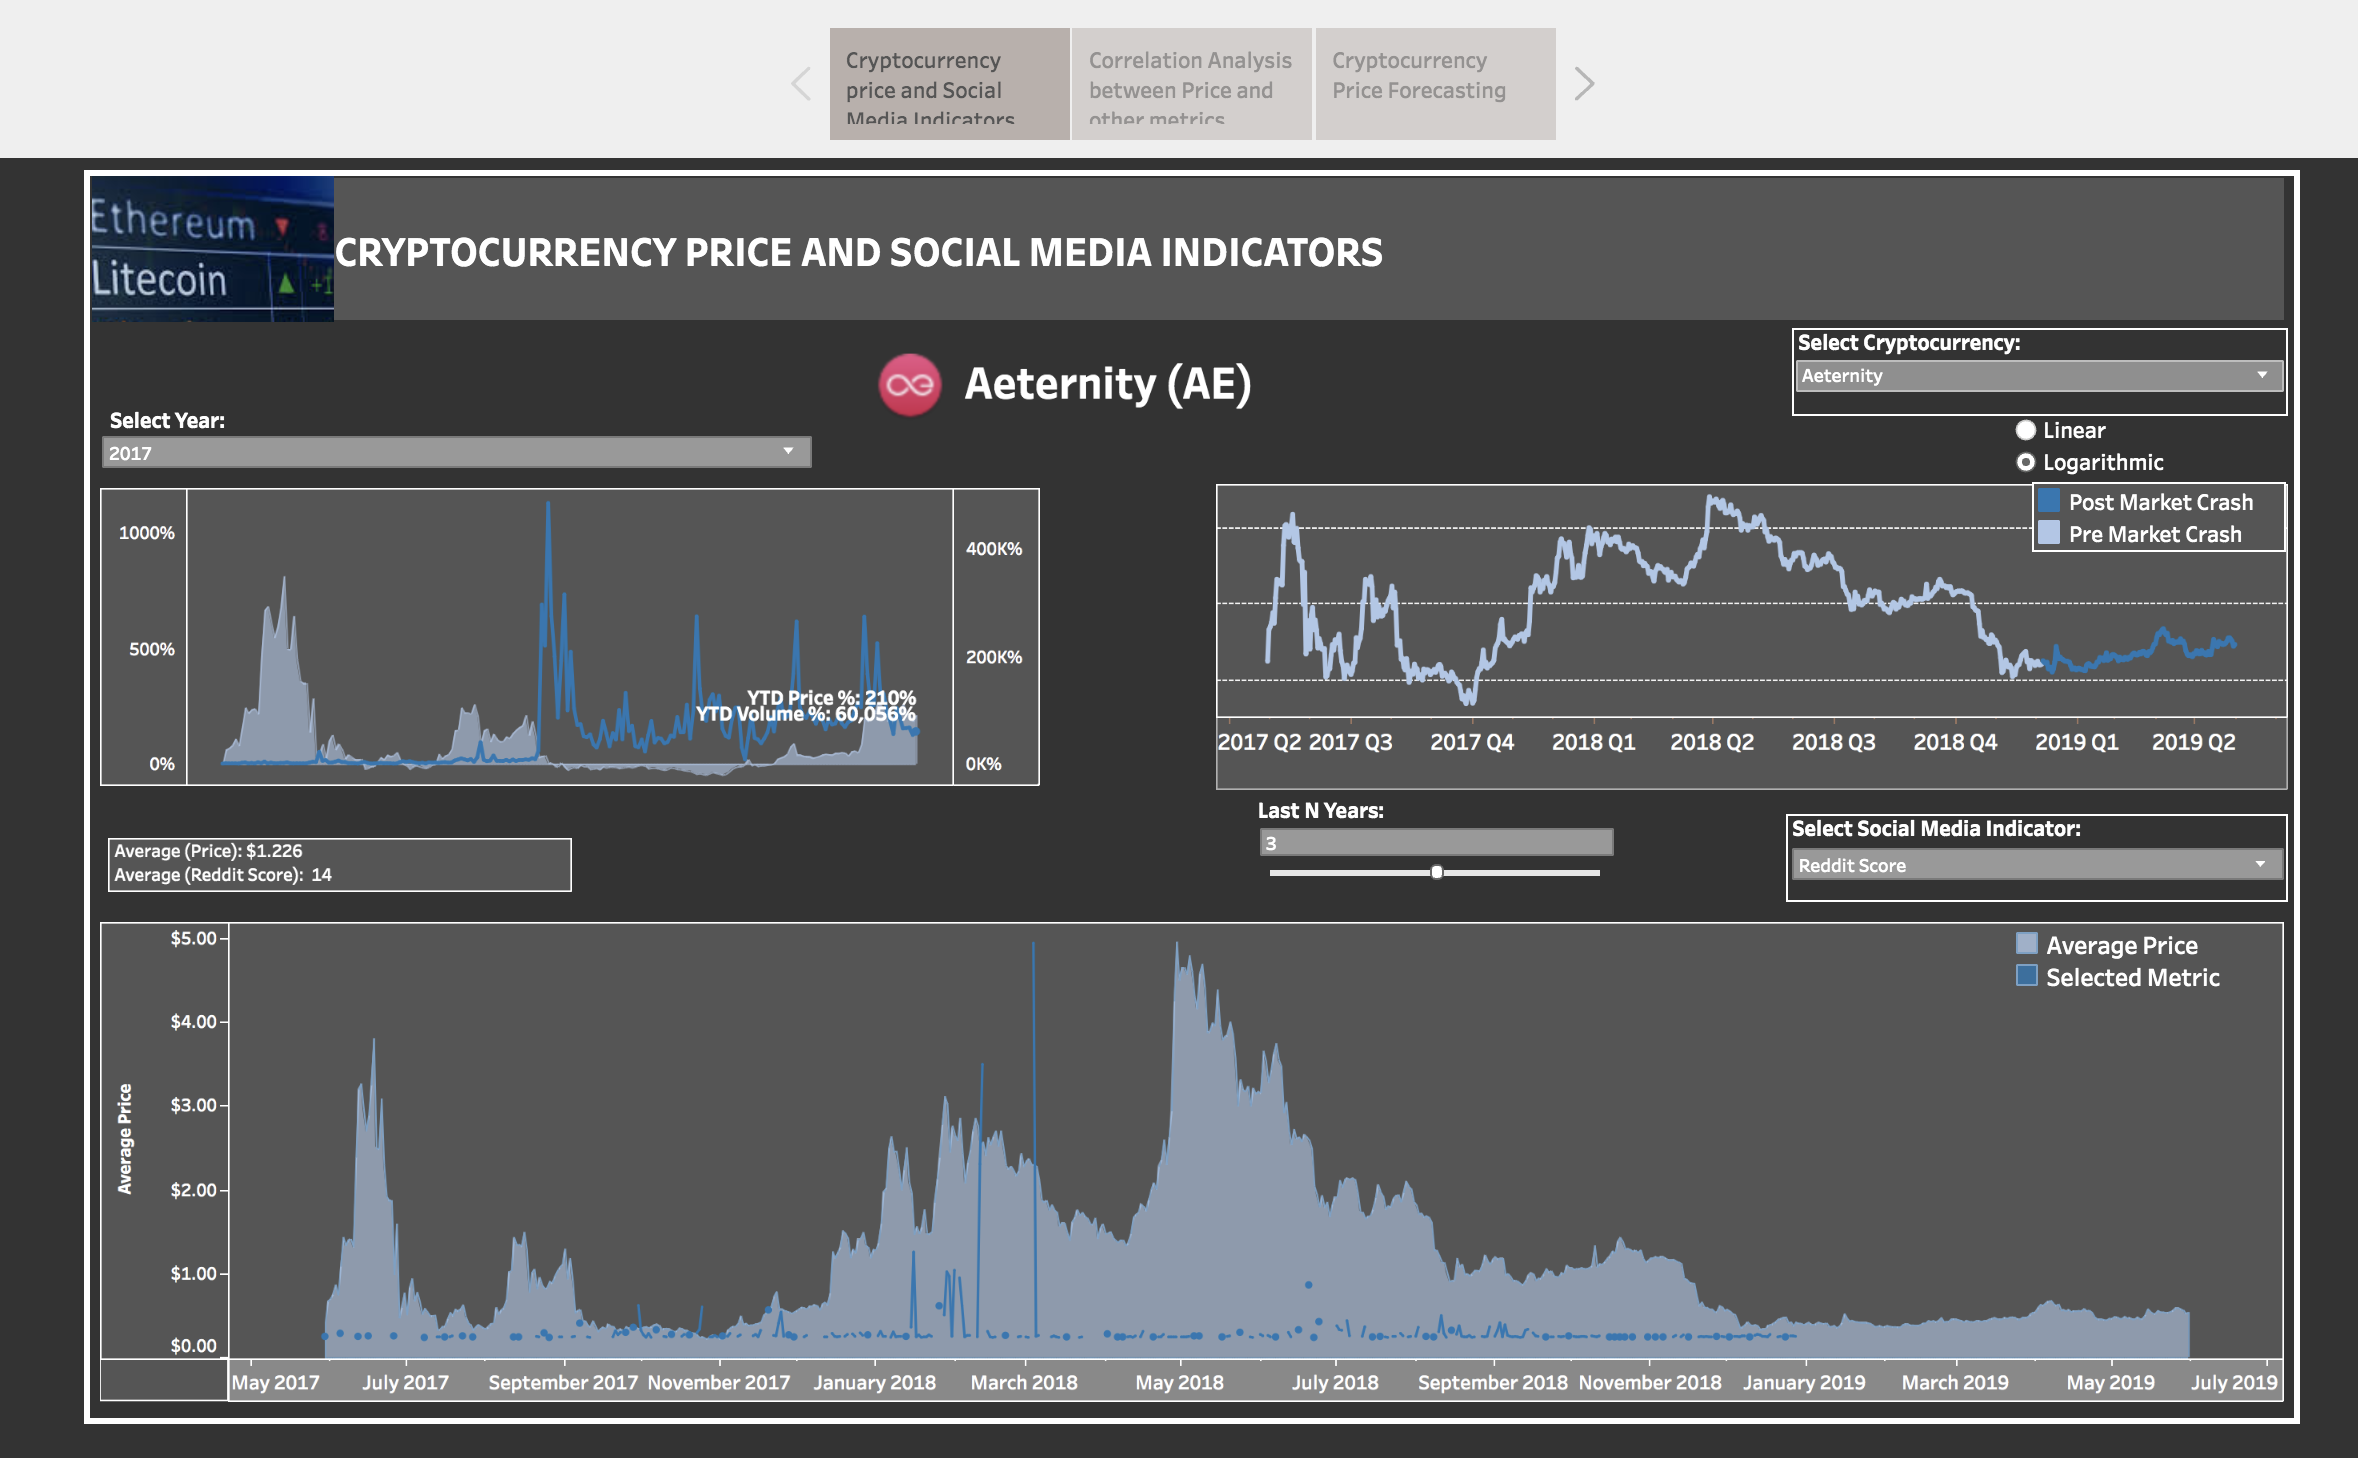 Cryptocurrency
price and Social
Media Indicators
Correlation Analysis
between Price and
other metrics
Cryptocurrency
Price Forecasting
Ethereum
Litecoin
CRYPTOCURRENCY PRICE AND SOCIAL MEDIA INDICATORS
Aeternity (AE)
Select Cryptocurrency:
Aeternity
Linear
Logarithmic
Select Year:
2017
1000%
500%
0%
400K%
200K%
0K%
YTD Price %: 210%
YTD Volume %: 60,056%
Post Market Crash
Pre Market Crash
2017 Q2 2017 Q3 2017 Q4 2018 Q1 2018 Q2 2018 Q3 2018 Q4 2019 Q1 2019 Q2
Last N Years:
3
Select Social Media Indicator:
Reddit Score
Average (Price): $1.226
Average (Reddit Score): 14
Average Price
$5.00
$4.00
$3.00
$2.00
$1.00
$0.00
Average Price
Selected Metric
May 2017 July 2017 September 2017 November 2017 January 2018 March 2018 May 2018 July 2018 September 2018 November 2018 January 2019 March 2019 May 2019 July 2019